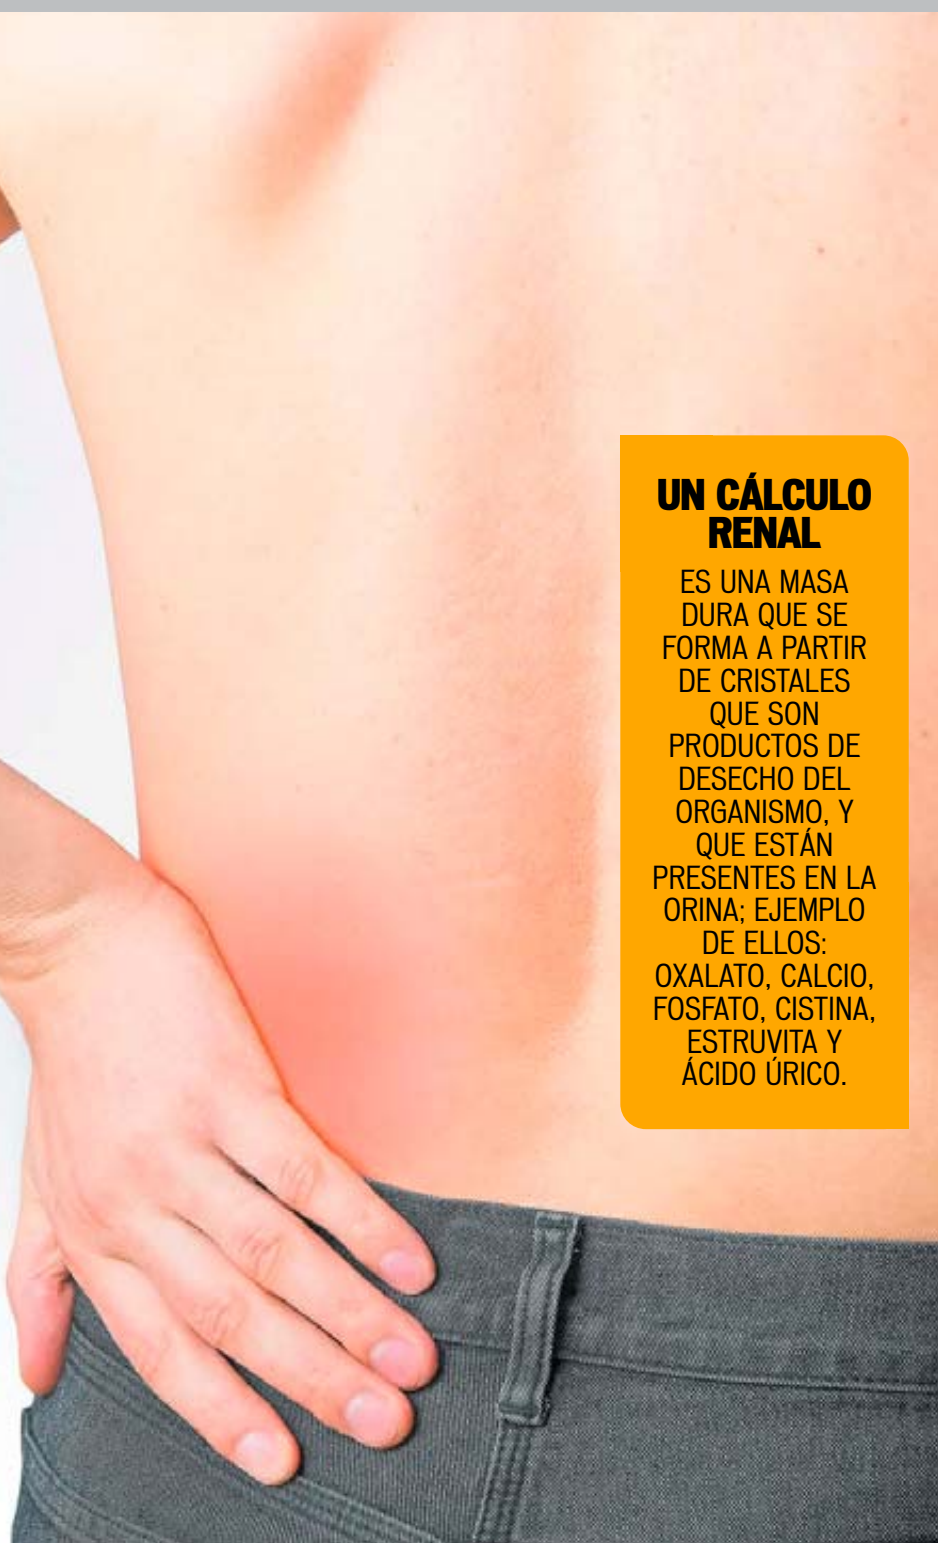 UN CÁLCULO
RENAL
ES UNA MASA
DURA QUE SE
FORMA A PARTIR
DE CRISTALES
QUE SON
PRODUCTOS DE
DESECHO DEL
ORGANISMO, Y
QUE ESTÁN
PRESENTES EN LA
ORINA; EJEMPLO
DE ELLOS:
OXALATO, CALCIO,
FOSFATO, CISTINA,
ESTRUVITA Y
ÁCIDO ÚRICO.